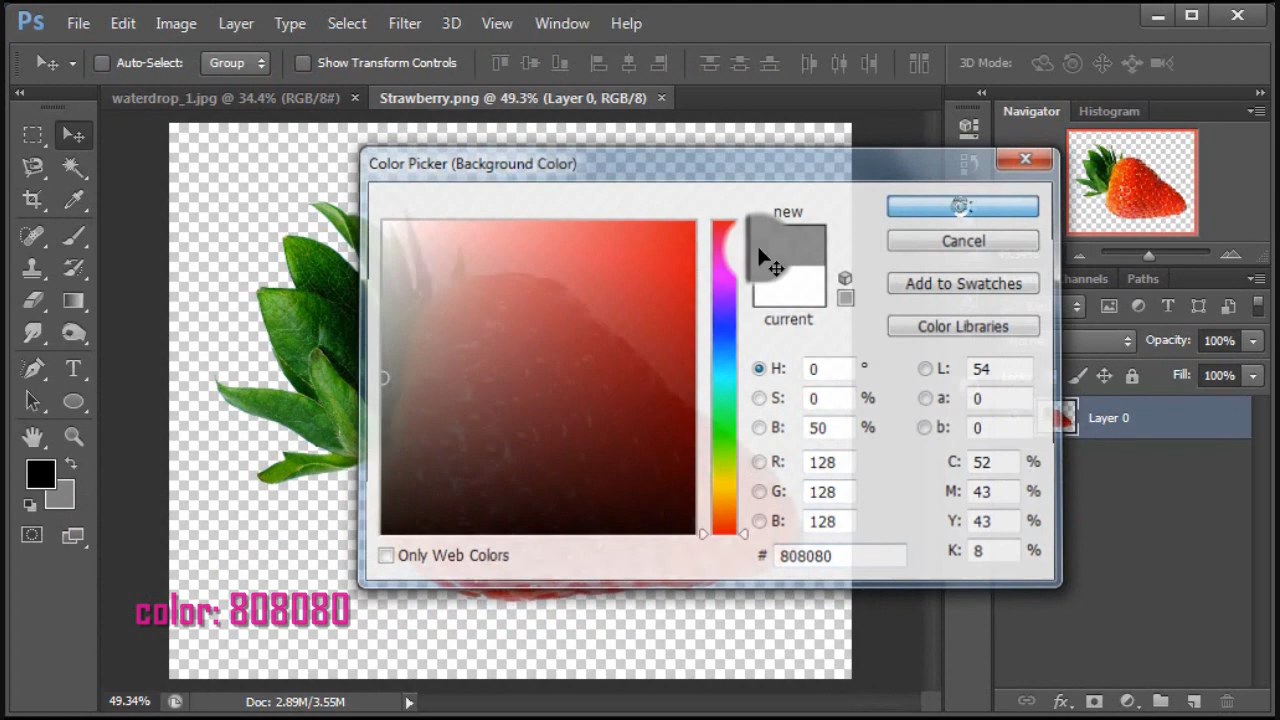 Ps File Edit Image Layer Type Select Filter 3D View Window Help
Auto-Select: Group Show Transform Controls 3D Mode:
waterdrop_1.jpg @ 34.4% (RGB/8#) × Strawberry.png @ 49.3% (Layer 0, RGB/8) ×
Navigator Histogram
Color Picker (Background Color)
new
current
Cancel
Add to Swatches
Color Libraries
H: 0 °
S: 0 %
B: 50 %
R: 128
G: 128
B: 128
# 808080
L: 54
a: 0
b: 0
C: 52 %
M: 43 %
Y: 43 %
K: 8 %
Only Web Colors
Paths
Opacity: 100%
Fill: 100%
Layer 0
color: 808080
49.34% Doc: 2.89M/3.55M